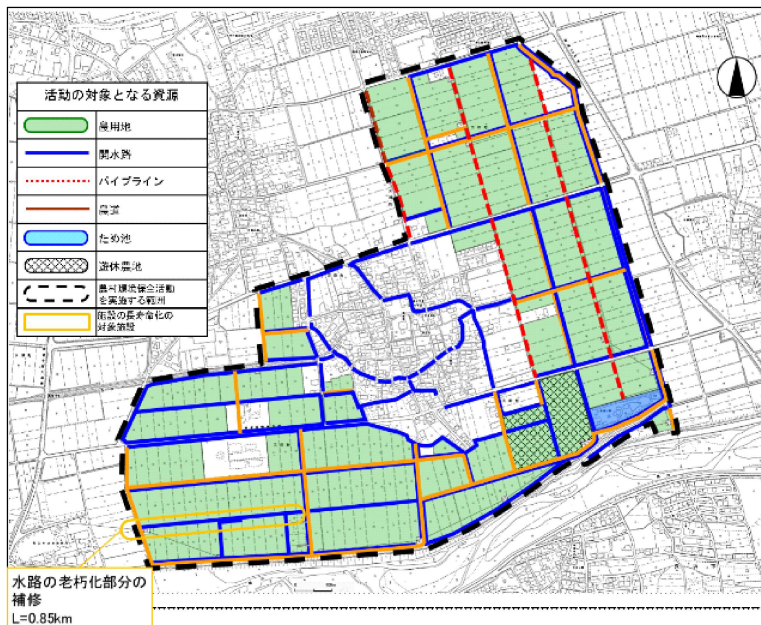 活動の対象となる資源
農用地
開水路
パイプライン
農道
ため池
遊休農地
農村環境保全活動
を実施する範囲
施設の長寿命化の
対象施設
水路の老朽化部分の
補修
L=0.85km